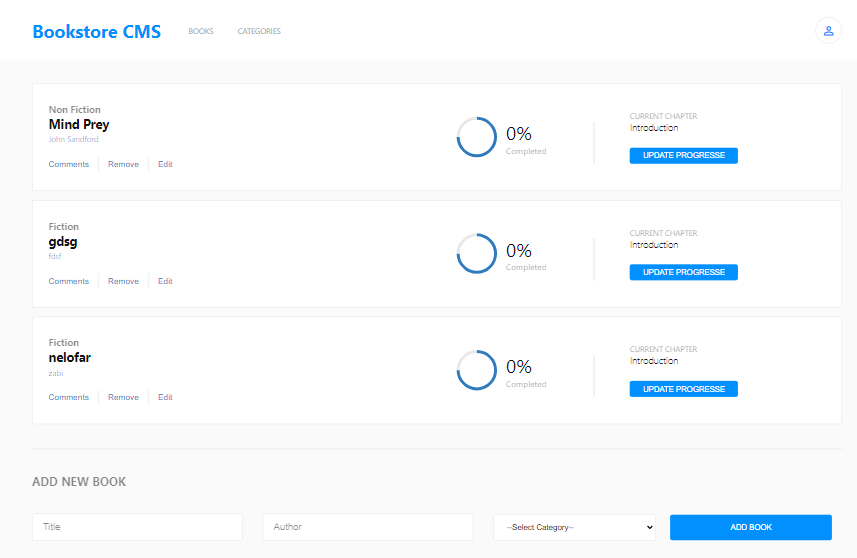 Bookstore CMS BOOKS CATEGORIES
Non Fiction
Mind Prey
John Sandford
Comments Remove Edit
0%
Completed
CURRENT CHAPTER
Introduction
UPDATE PROGRESSE
Fiction
gdsg
fdsf
Comments Remove Edit
0%
Completed
CURRENT CHAPTER
Introduction
UPDATE PROGRESSE
Fiction
nelofar
zabi
Comments Remove Edit
0%
Completed
CURRENT CHAPTER
Introduction
UPDATE PROGRESSE
ADD NEW BOOK
Title Author --Select Category-- ADD BOOK